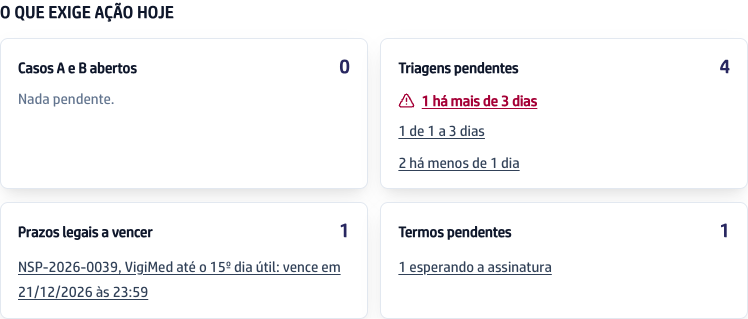 O QUE EXIGE AÇÃO HOJE
Casos A e B abertos
0
Nada pendente.
Triagens pendentes
4
1 há mais de 3 dias
1 de 1 a 3 dias
2 há menos de 1 dia
Prazos legais a vencer
1
NSP-2026-0039, VigiMed até o 15º dia útil: vence em
21/12/2026 às 23:59
Termos pendentes
1
1 esperando a assinatura